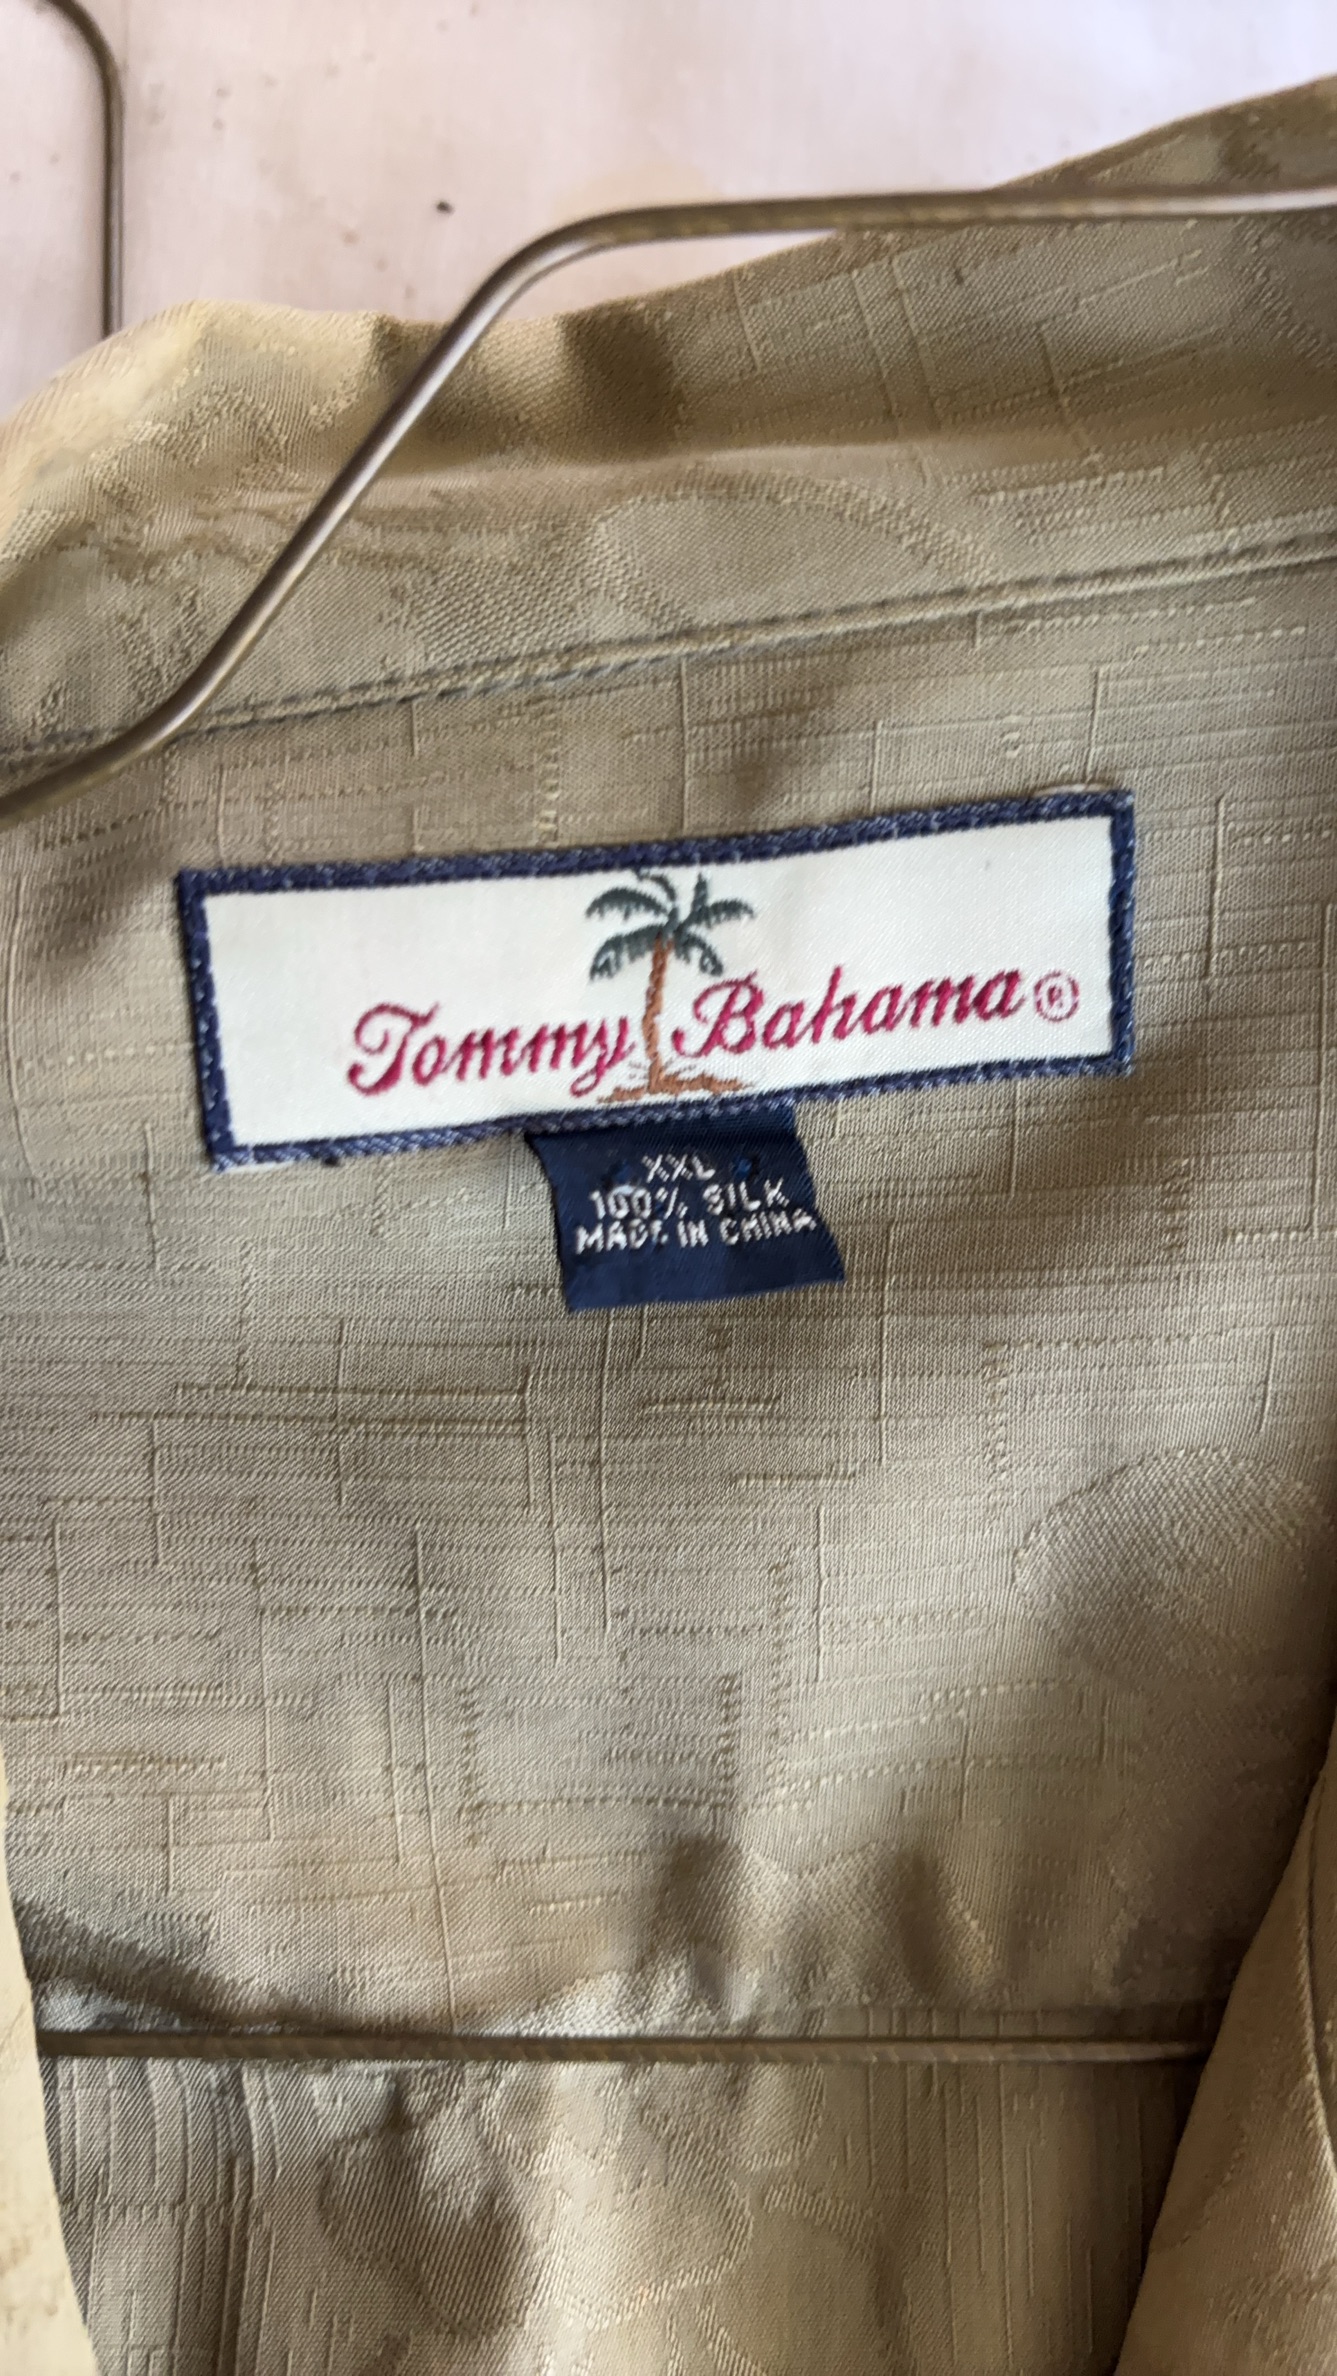 Tommy Bahama®
XXL
100% SILK
MADE IN CHINA